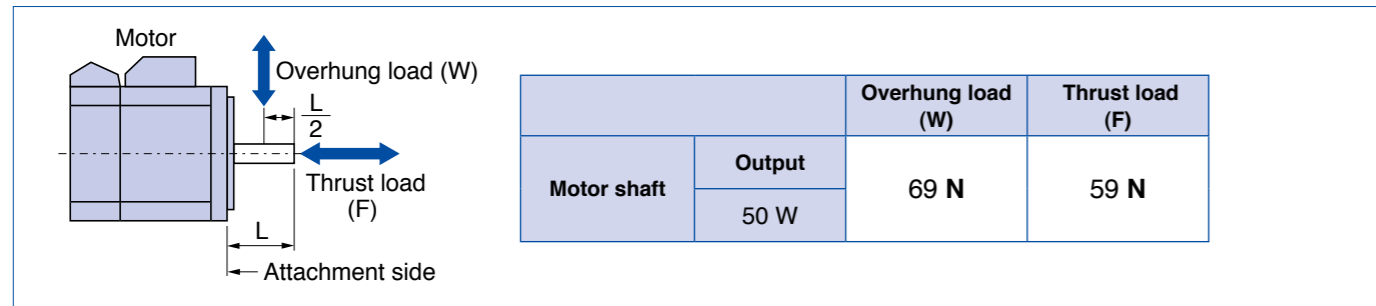 Motor
Overhung load (W)
L
2
Thrust load
(F)
L
Attachment side
Overhung load
(W)
Thrust load
(F)
Motor shaft
Output
50 W
69 N
59 N